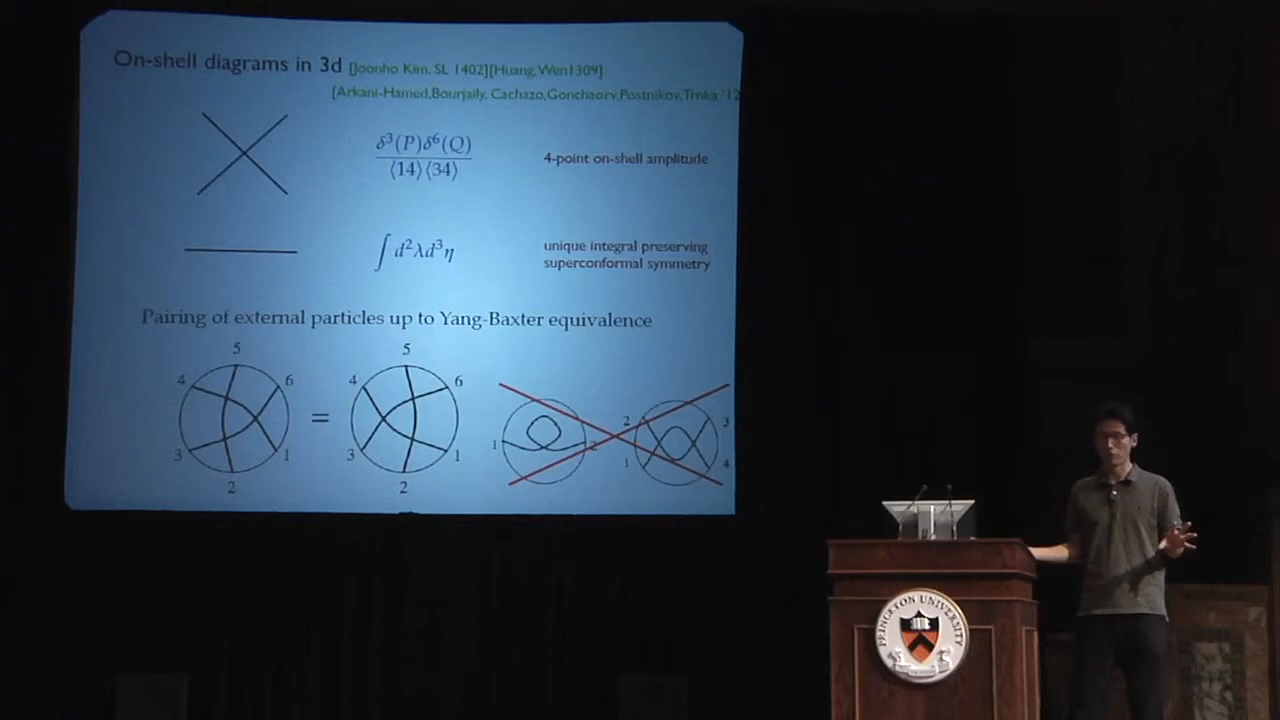 On-shell diagrams in 3d [Joonho Kim, SL 1402][Huang,Wen1309]
[Arkani-Hamed,Bourjaily, Cachazo,Goncharov,Postnikov,Trnka '12
δ³(P)δ⁶(Q)
⟨14⟩⟨34⟩
4-point on-shell amplitude
∫ d²λd³η
unique integral preserving
superconformal symmetry
Pairing of external particles up to Yang-Baxter equivalence
5 5
4 6 4 6
= 1 2 2 3
3 1 3 1 1 4
2 2
PRINCETON UNIVERSITY